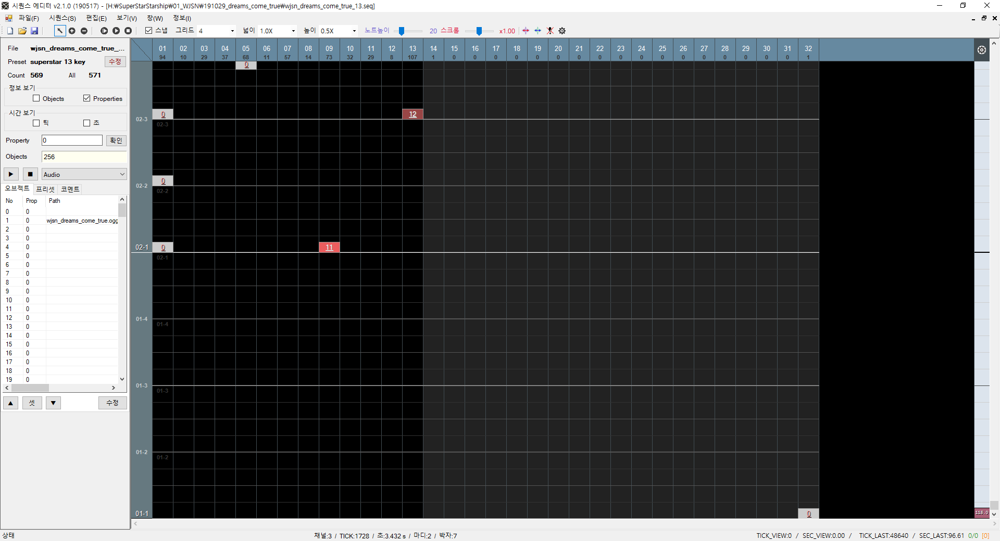 시퀀스 에디터 v2.1.0 (190517) - [H:₩SuperStarStarship₩01_WJSN₩191029_dreams_come_true₩wjsn_dreams_come_true_13.seq]
파일(F) 시퀀스(S) 편집(E) 보기(V) 창(W) 정보(I)
스냅 그리드 4 넓이 1.0X 높이 0.5X 노트높이 20 스크롤 x1.00
File wjsn_dreams_come_true_...
Preset superstar 13 key 수정
Count 569 All 571
정보 보기
Objects Properties
시간 보기
틱 초
Property 0 확인
Objects 256
Audio
오브젝트 프리셋 코멘트
No Prop Path
0 0
1 0 wjsn_dreams_come_true.ogg
2 0
3 0
4 0
5 0
6 0
7 0
8 0
9 0
10 0
11 0
12 0
13 0
14 0
15 0
16 0
17 0
18 0
19 0
셋 수정
01 02 03 04 05 06 07 08 09 10 11 12 13 14 15 16 17 18 19 20 21 22 23 24 25 26 27 28 29 30 31 32
94 10 29 37 68 11 57 14 73 32 29 8 107 1 0 0 0 0 0 0 0 0 0 0 0 0 0 0 0 0 0 1
0
0 12
02-3
02-3
0
02-2
02-2
02-1 0 11
02-1
01-4
01-4
01-3
01-3
01-2
01-2
01-1 0 118.0
상태 채널:3 / TICK:1728 / 초:3.432 s / 마디:2 / 박자:7 TICK_VIEW:0 / SEC_VIEW:0.00 / TICK_LAST:48640 / SEC_LAST:96.61 0/0 [0]